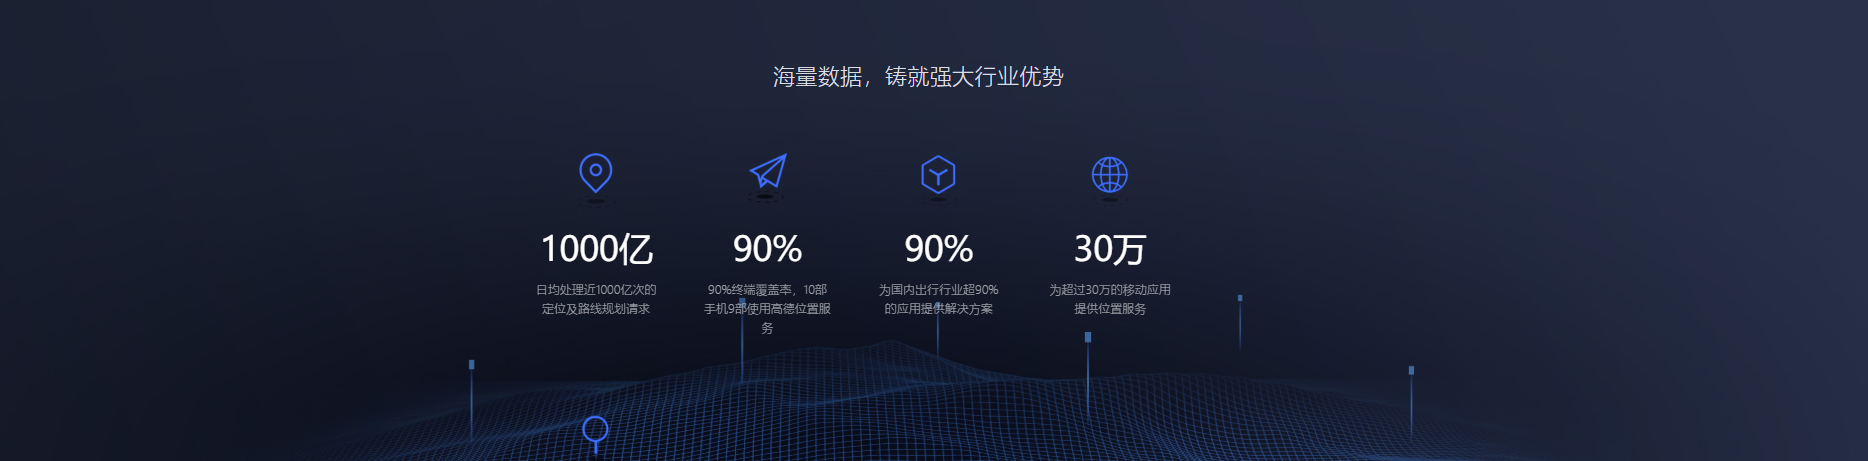 海量数据，铸就强大行业优势
1000亿
90%
90%
30万
日均处理近1000亿次的
定位及路线规划请求
90%终端覆盖率，10部
手机9部使用高德位置服
务
为国内出行行业超90%
的应用提供解决方案
为超过30万的移动应用
提供位置服务